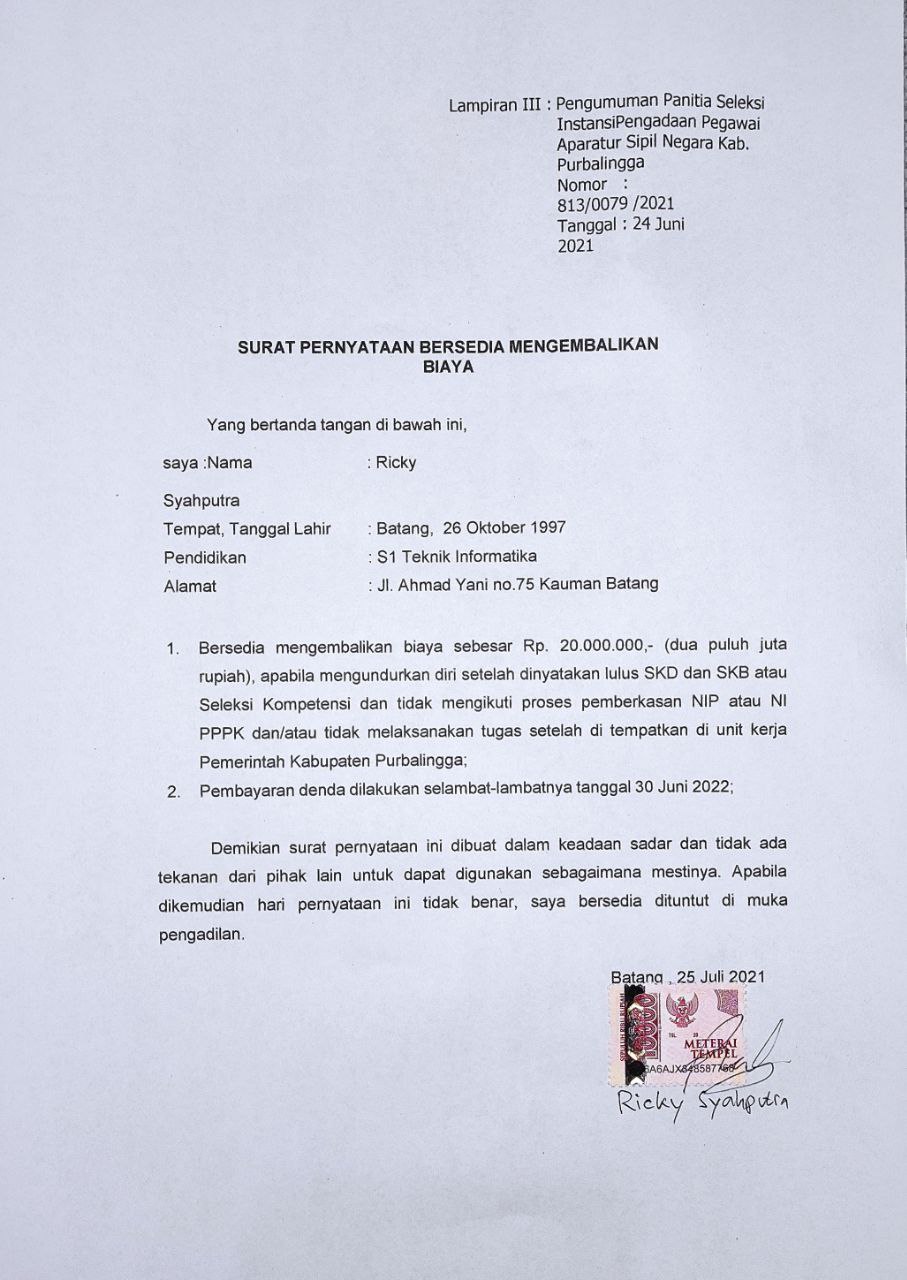 Lampiran III : Pengumuman Panitia Seleksi
InstansiPengadaan Pegawai
Aparatur Sipil Negara Kab.
Purbalingga
Nomor :
813/0079 /2021
Tanggal : 24 Juni
2021
SURAT PERNYATAAN BERSEDIA MENGEMBALIKAN
BIAYA
Yang bertanda tangan di bawah ini,
saya :Nama : Ricky
Syahputra
Tempat, Tanggal Lahir : Batang, 26 Oktober 1997
Pendidikan : S1 Teknik Informatika
Alamat : Jl. Ahmad Yani no.75 Kauman Batang
1. Bersedia mengembalikan biaya sebesar Rp. 20.000.000,- (dua puluh juta
rupiah), apabila mengundurkan diri setelah dinyatakan lulus SKD dan SKB atau
Seleksi Kompetensi dan tidak mengikuti proses pemberkasan NIP atau NI
PPPK dan/atau tidak melaksanakan tugas setelah di tempatkan di unit kerja
Pemerintah Kabupaten Purbalingga;
2. Pembayaran denda dilakukan selambat-lambatnya tanggal 30 Juni 2022;
Demikian surat pernyataan ini dibuat dalam keadaan sadar dan tidak ada
tekanan dari pihak lain untuk dapat digunakan sebagaimana mestinya. Apabila
dikemudian hari pernyataan ini tidak benar, saya bersedia dituntut di muka
pengadilan.
Batang , 25 Juli 2021
SEPULUH RIBU RUPIAH
10000
TGL. 20
METERAI
TEMPEL
Ricky Syahputra